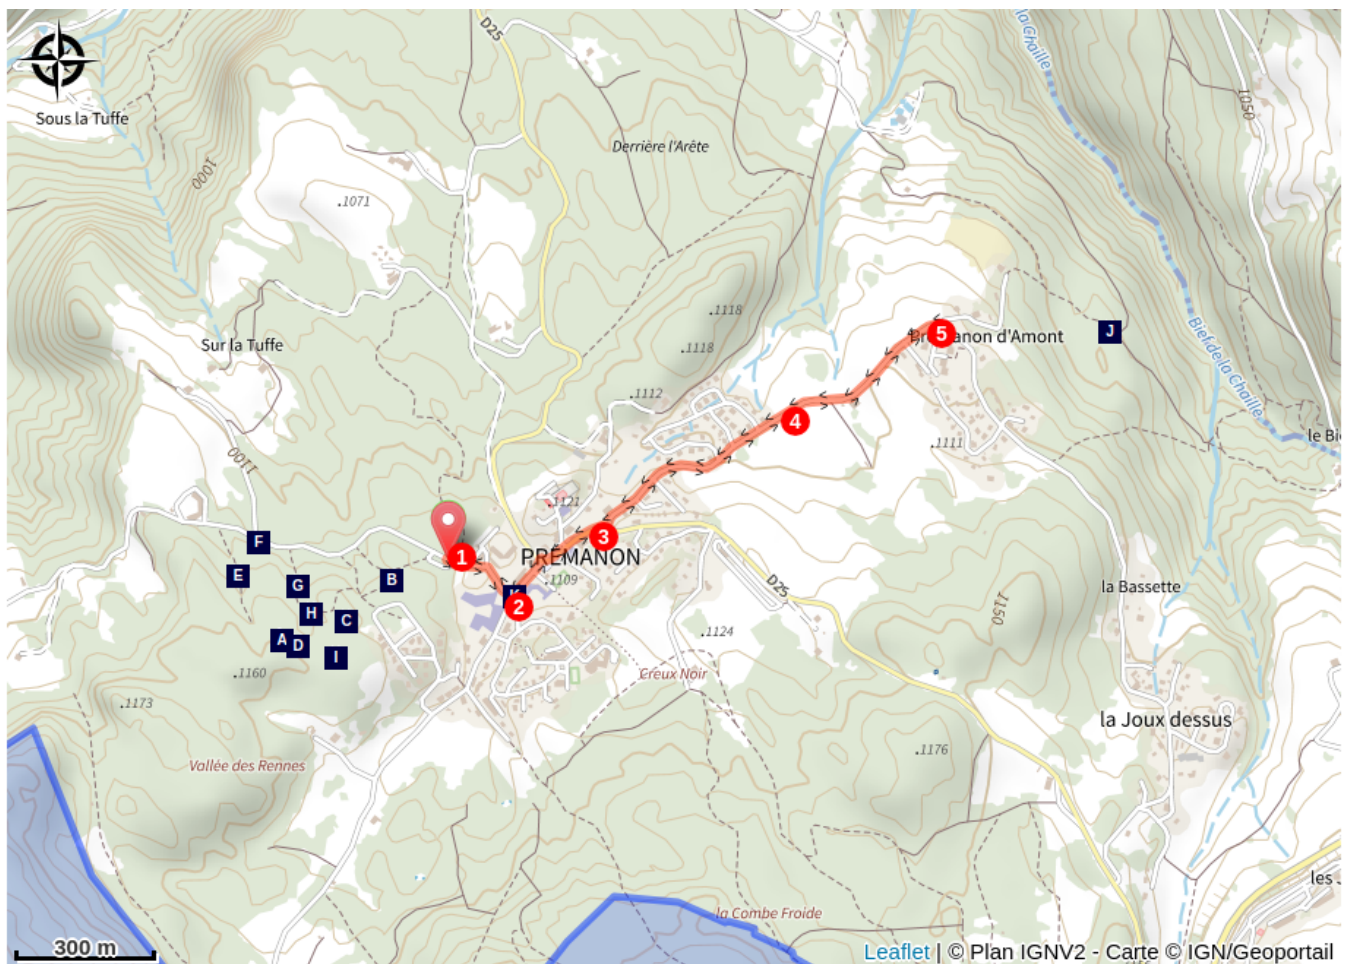 D25
la Chaille
1050
Sous la Tuffe
Derrière l'Arête
1000
.1071
.1118
Bief de la Chaille
Sur la Tuffe
5
anon d'Amont
J
.1118
.1112
4
.1111
le Bi
1100
.1121
F
1
PRÉMANON
3
E
G
B
.1109
D25
la Bassette
2
H
C
1150
A
D
I
.1124
.1160
Creux Noir
.1173
la Joux dessus
Vallée des Rennes
.1176
les
la Combe Froide
300 m
Leaflet | © Plan IGNV2 - Carte © IGN/Geoportail